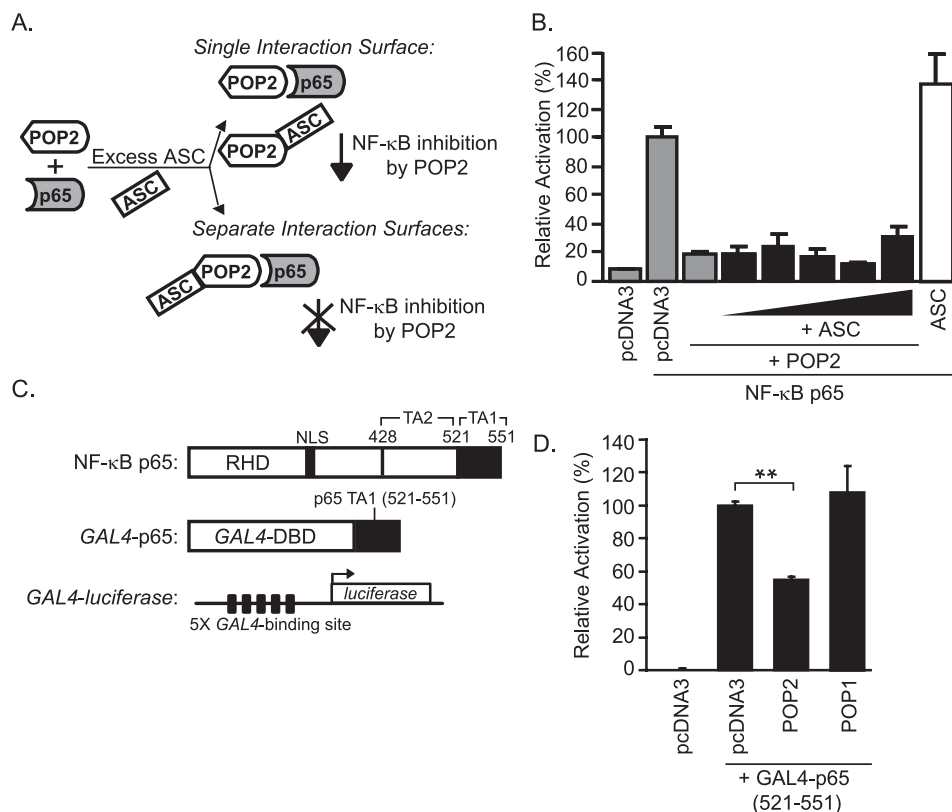 A.
Single Interaction Surface:
POP2
p65
POP2
+
p65
Excess ASC
ASC
POP2
ASC
NF-κB inhibition
by POP2
Separate Interaction Surfaces:
ASC
POP2
p65
NF-κB inhibition
by POP2
B.
Relative Activation (%)
160
140
120
100
80
60
40
20
0
pcDNA3
pcDNA3
+ ASC
ASC
+ POP2
NF-κB p65
C.
TA2
TA1
NLS
428
521
551
NF-κB p65:
RHD
p65 TA1 (521-551)
GAL4-p65:
GAL4-DBD
GAL4-luciferase:
luciferase
5X GAL4-binding site
D.
Relative Activation (%)
120
100
80
60
40
20
0
**
pcDNA3
pcDNA3
POP2
POP1
+ GAL4-p65
(521-551)